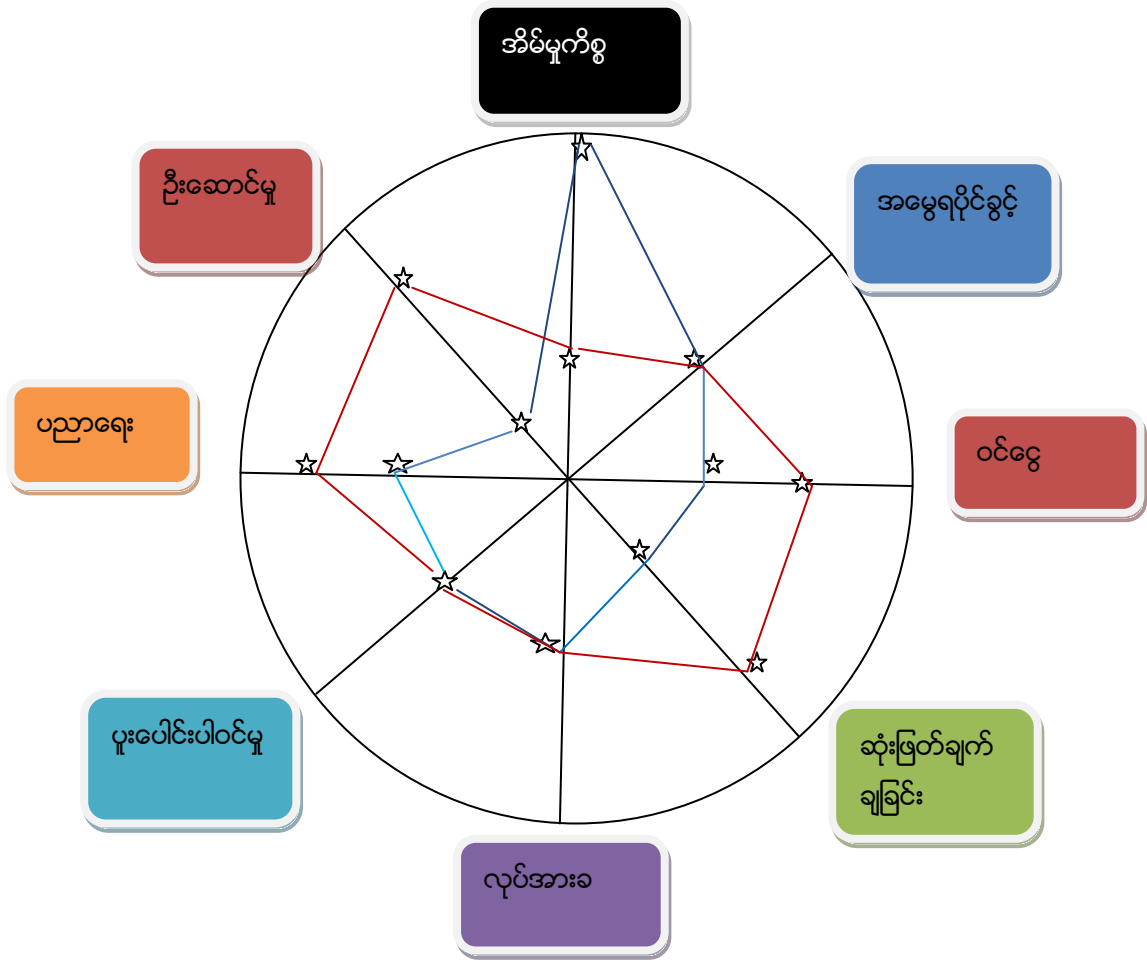 အိမ်မှုကိစ္စ
ဦးဆောင်မှု
အမွေရပိုင်ခွင့်
ပညာရေး
ဝင်ငွေ
ပူးပေါင်းပါဝင်မှု
ဆုံးဖြတ်ချက်
ချခြင်း
လုပ်အားခ